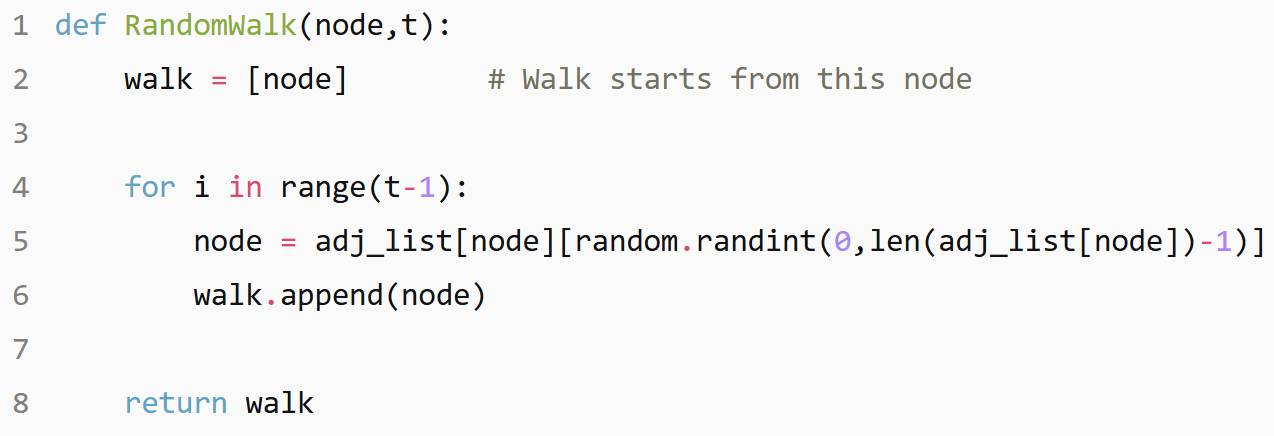 1 def RandomWalk(node,t):
2     walk = [node]        # Walk starts from this node
3
4     for i in range(t-1):
5         node = adj_list[node][random.randint(0,len(adj_list[node])-1)]
6         walk.append(node)
7
8     return walk